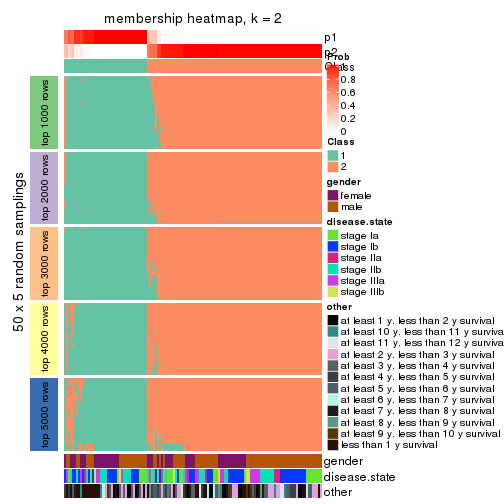 membership heatmap, k = 2
p1
p2
Class
Prob
1
0.8
0.6
0.4
0.2
0
Class
1
2
gender
female
male
disease.state
stage Ia
stage Ib
stage IIa
stage IIb
stage IIIa
stage IIIb
other
at least 1 y. less than 2 y survival
at least 10 y. less than 11 y surviva
at least 11 y. less than 12 y surviva
at least 2 y. less than 3 y survival
at least 3 y. less than 4 y survival
at least 4 y. less than 5 y survival
at least 5 y. less than 6 y survival
at least 6 y. less than 7 y survival
at least 7 y. less than 8 y survival
at least 8 y. less than 9 y survival
at least 9 y. less than 10 y survival
less than 1 y survival
50 x 5 random samplings
top 1000 rows
top 2000 rows
top 3000 rows
top 4000 rows
top 5000 rows
gender
disease.state
other